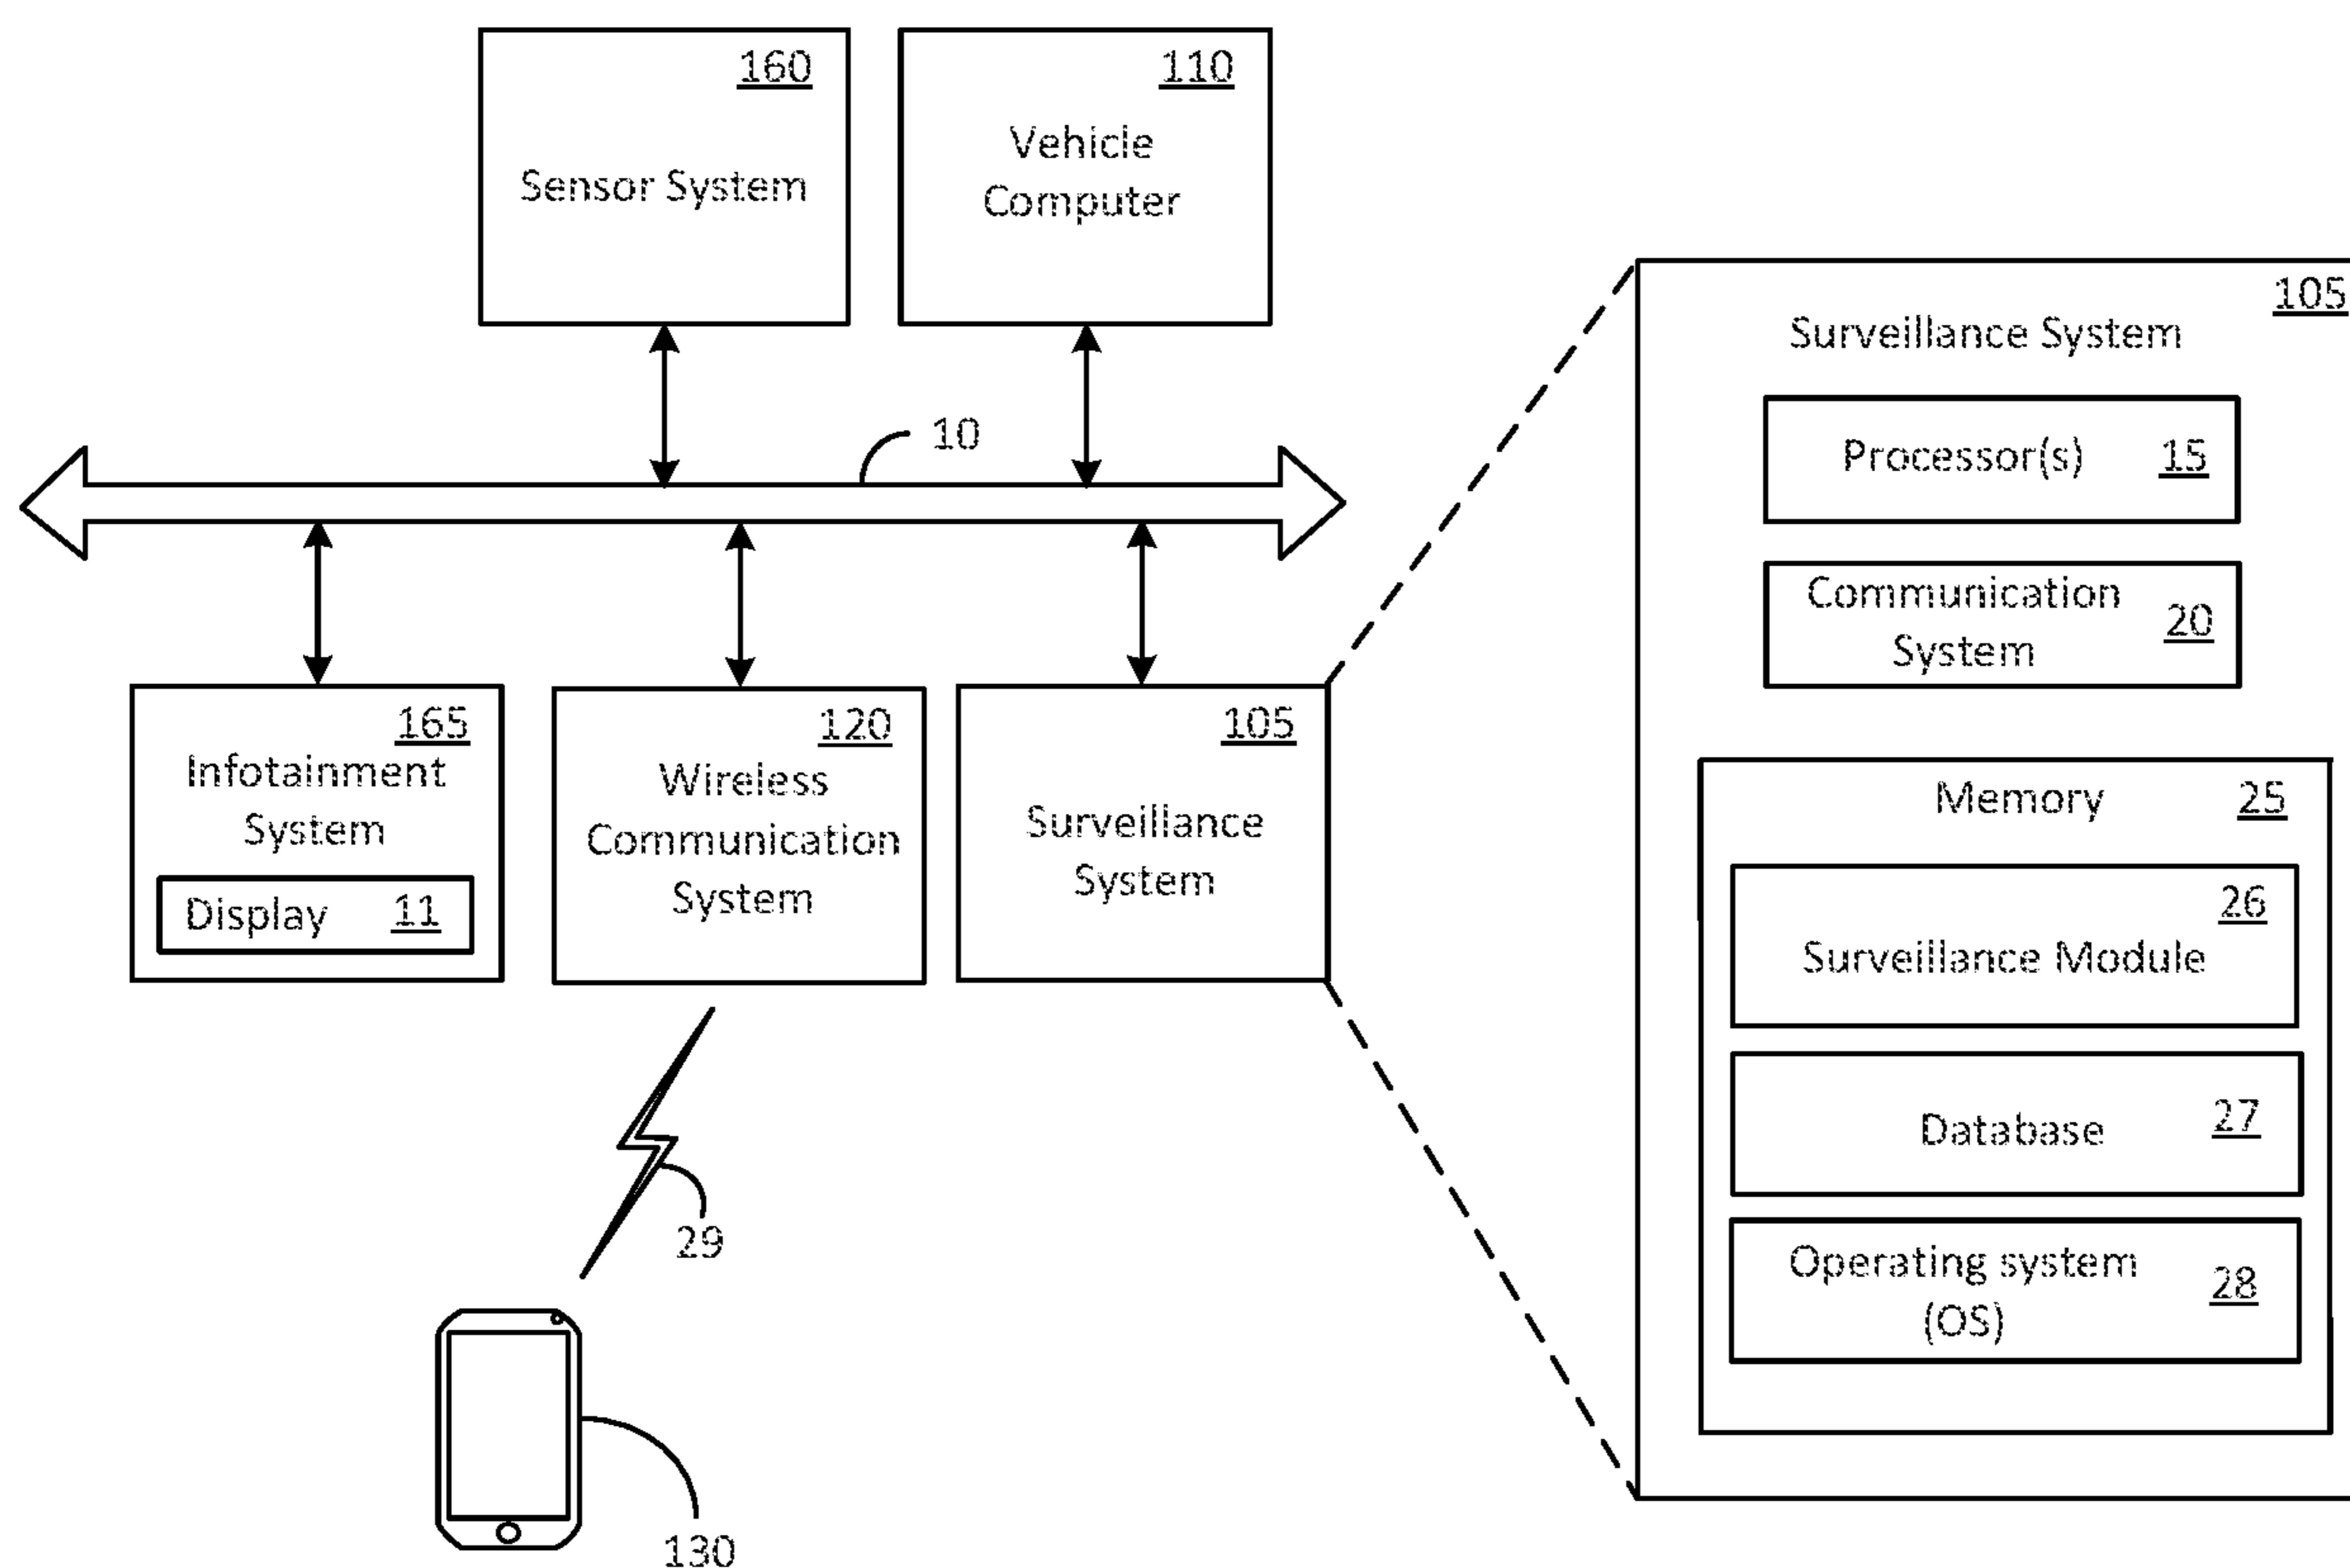 160
Sensor System
110
Vehicle
Computer
10
165
Infotainment
System
Display 11
120
Wireless
Communication
System
105
Surveillance
System
29
130
105
Surveillance System
Processor(s) 15
Communication
System
20
Memory 25
26
Surveillance Module
Database 27
Operating system
(OS)
28